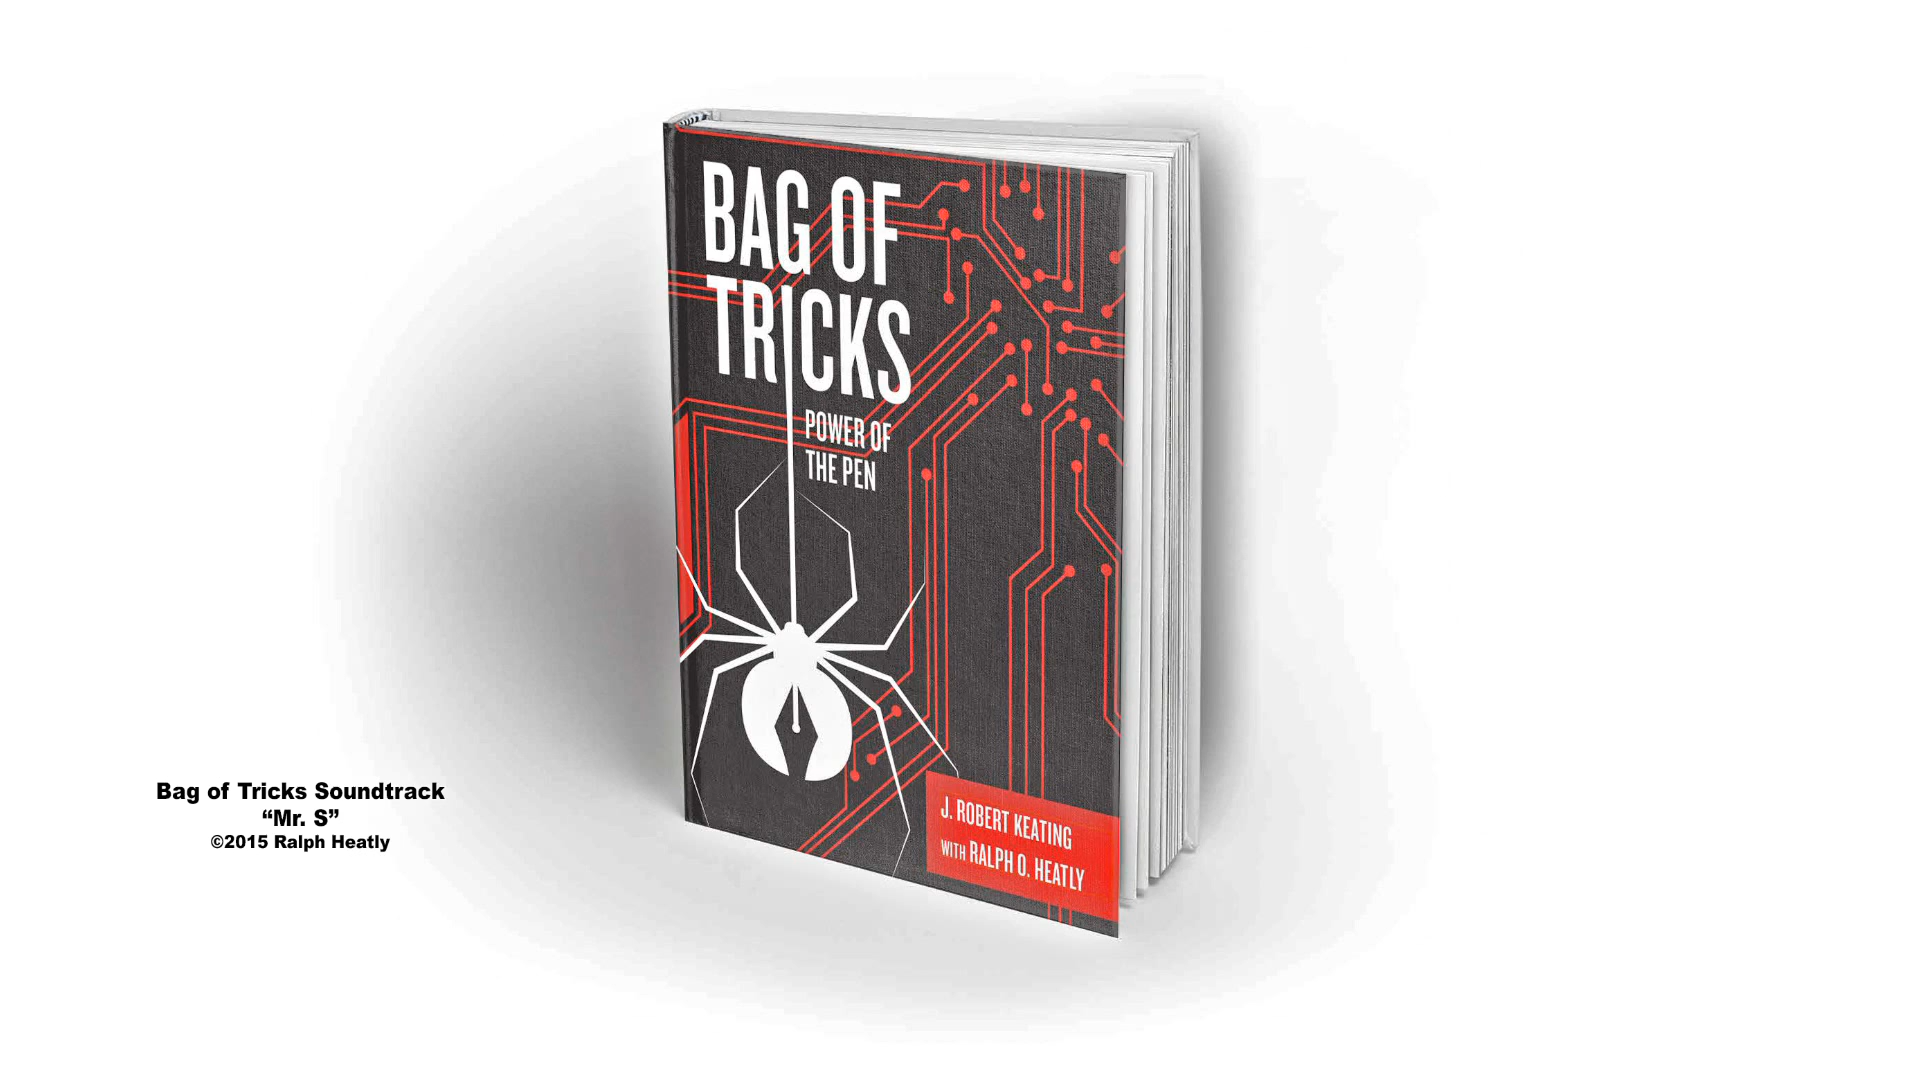 BAG OF
TRICKS
POWER OF
THE PEN
J. ROBERT KEATING
WITH RALPH O. HEATLY
Bag of Tricks Soundtrack
“Mr. S”
©2015 Ralph Heatly